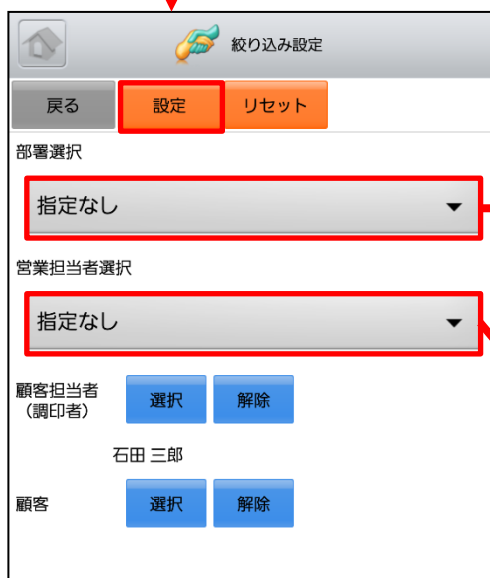 絞り込み設定
戻る 設定 リセット
部署選択
指定なし
営業担当者選択
指定なし
顧客担当者
（調印者）
選択 解除
石田 三郎
顧客 選択 解除